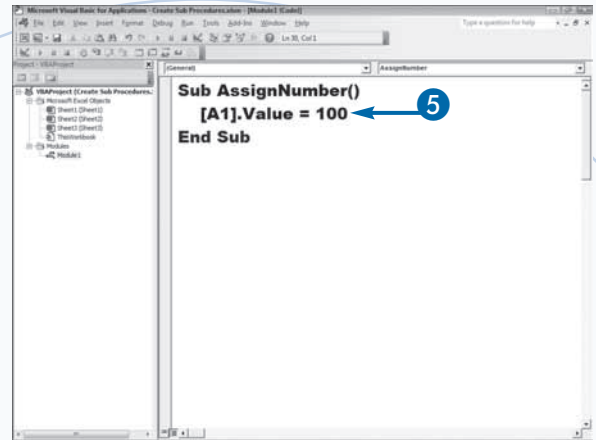 Microsoft Visual Basic for Applications - Create Sub Procedures.xlsm - [Module1 (Code)]
File Edit View Insert Format Debug Run Tools Add-Ins Window Help
Type a question for help
Ln 38, Col 1
Project - VBAProject
(General)
AssignNumber
VBAProject (Create Sub Procedures.
Microsoft Excel Objects
Sheet1 (Sheet1)
Sheet2 (Sheet2)
Sheet3 (Sheet3)
ThisWorkbook
Modules
Module1
Sub AssignNumber()
[A1].Value = 100
5
End Sub